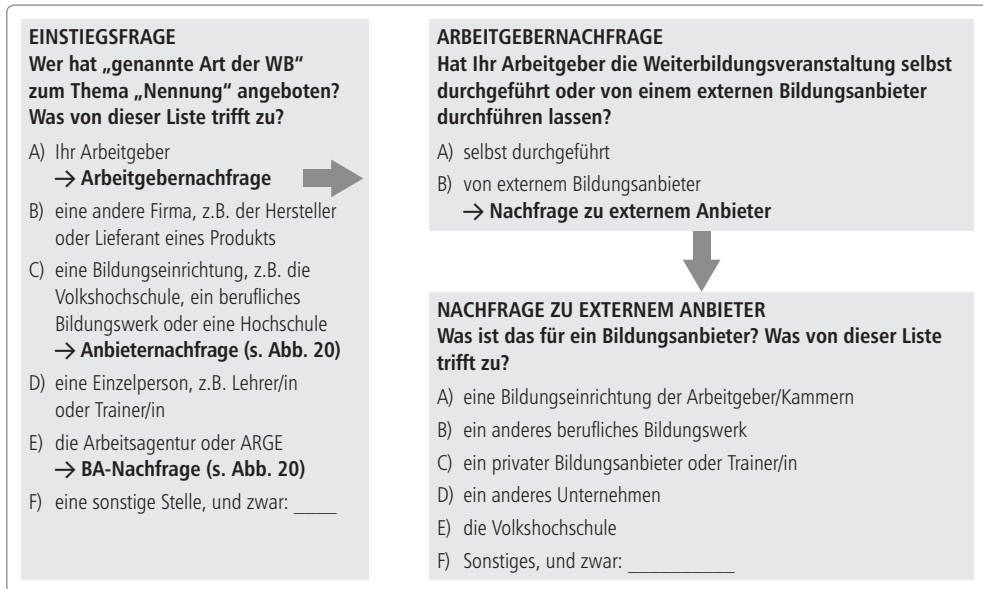 EINSTIEGSFRAGE
Wer hat „genannte Art der WB“
zum Thema „Nennung“ angeboten?
Was von dieser Liste trifft zu?
A) Ihr Arbeitgeber
→ Arbeitgebernachfrage
B) eine andere Firma, z.B. der Hersteller
oder Lieferant eines Produkts
C) eine Bildungseinrichtung, z.B. die
Volkshochschule, ein berufliches
Bildungswerk oder eine Hochschule
→ Anbieternachfrage (s. Abb. 20)
D) eine Einzelperson, z.B. Lehrer/in
oder Trainer/in
E) die Arbeitsagentur oder ARGE
→ BA-Nachfrage (s. Abb. 20)
F) eine sonstige Stelle, und zwar: ____
ARBEITGEBERNACHFRAGE
Hat Ihr Arbeitgeber die Weiterbildungsveranstaltung selbst
durchgeführt oder von einem externen Bildungsanbieter
durchführen lassen?
A) selbst durchgeführt
B) von externem Bildungsanbieter
→ Nachfrage zu externem Anbieter
NACHFRAGE ZU EXTERNEM ANBIETER
Was ist das für ein Bildungsanbieter? Was von dieser Liste
trifft zu?
A) eine Bildungseinrichtung der Arbeitgeber/Kammern
B) ein anderes berufliches Bildungswerk
C) ein privater Bildungsanbieter oder Trainer/in
D) ein anderes Unternehmen
E) die Volkshochschule
F) Sonstiges, und zwar: __________